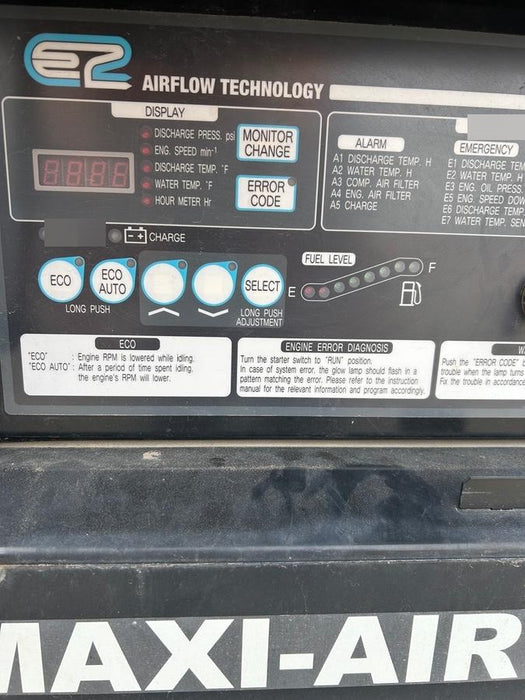 EZ
AIRFLOW TECHNOLOGY
DISPLAY
DISCHARGE PRESS. psi
ENG. SPEED min⁻¹
DISCHARGE TEMP. °F
WATER TEMP. °F
HOUR METER Hr
MONITOR
CHANGE
ERROR
CODE
ALARM
A1 DISCHARGE TEMP. H
A2 WATER TEMP. H
A3 COMP. AIR FILTER
A4 ENG. AIR FILTER
A5 CHARGE
EMERGENCY
E1 DISCHARGE TEM
E2 WATER TEMP. H
E3 ENG. OIL PRESS.
E5 ENG. SPEED DOW
E6 DISCHARGE TEMP
E7 WATER TEMP. SEN
- +
CHARGE
ECO
ECO
AUTO
SELECT
LONG PUSH
LONG PUSH
ADJUSTMENT
FUEL LEVEL
E
F
ECO
"ECO" : Engine RPM is lowered while idling.
"ECO AUTO" : After a period of time spent idling,
the engine's RPM will lower.
ENGINE ERROR DIAGNOSIS
Turn the starter switch to "RUN" position.
In case of system error, the glow lamp should flash in a
pattern matching the error. Please refer to the instruction
manual for the relevant information and program accordingly.
Push the "ERROR CODE" b
trouble when the lamp turns
Fix the trouble in accordanc
MAXI-AIR